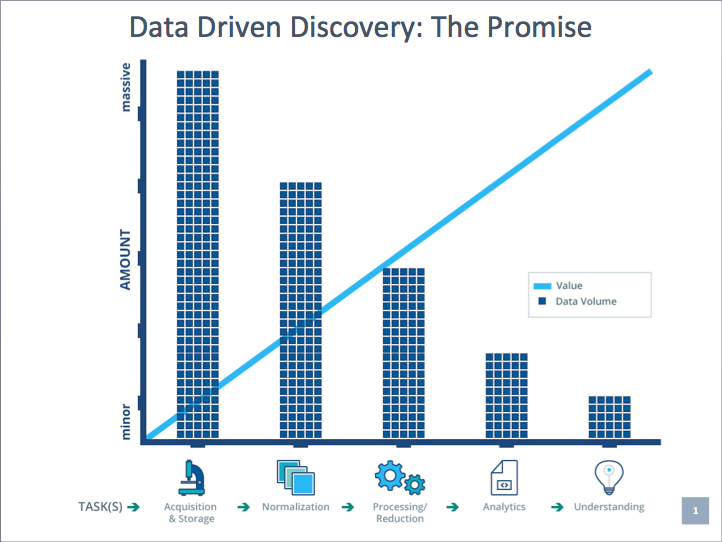 Data Driven Discovery: The Promise
massive
AMOUNT
minor
Value
Data Volume
TASK(S)
Acquisition
& Storage
Normalization
Processing/
Reduction
Analytics
Understanding
1